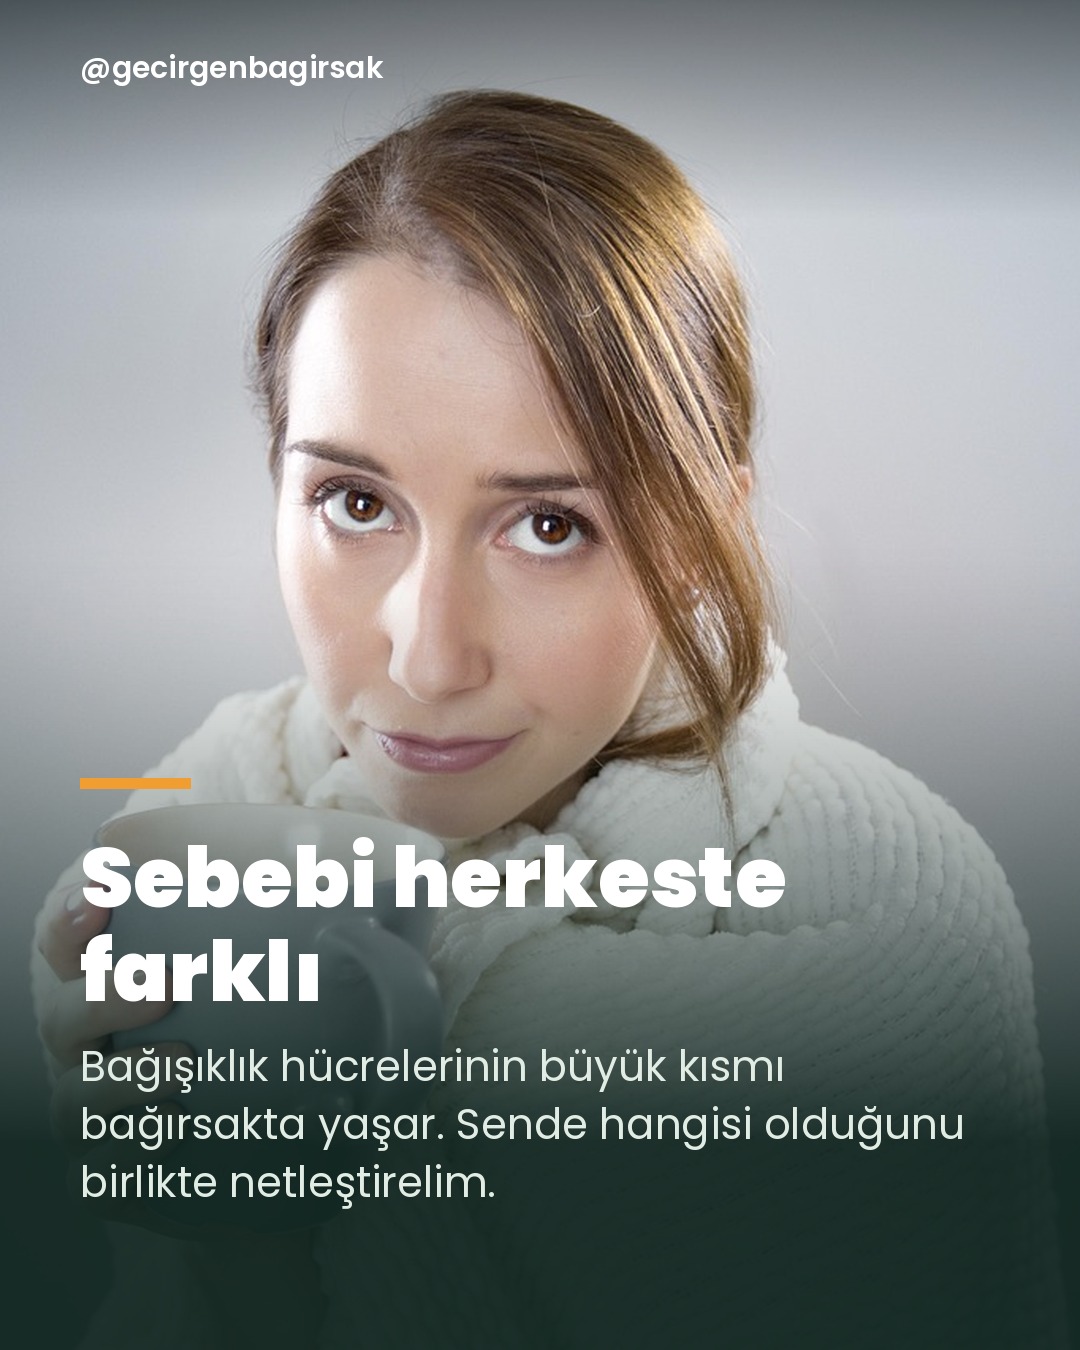 @gecirgenbagirsak
Sebebi herkeste
farklı
Bağışıklık hücrelerinin büyük kısmı
bağırsakta yaşar. Sende hangisi olduğunu
birlikte netleştirelim.